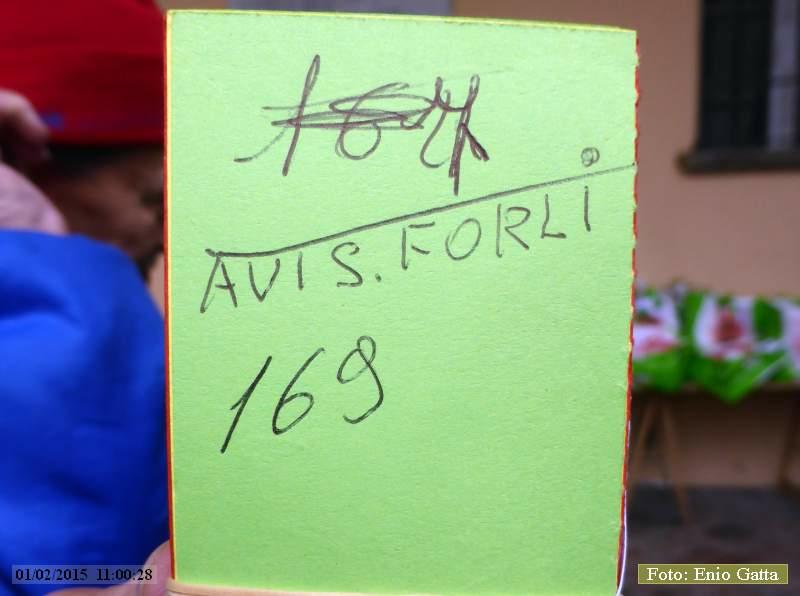 AVIS. FORLI
169
01/02/2015 11:00:28
Foto: Enio Gatta